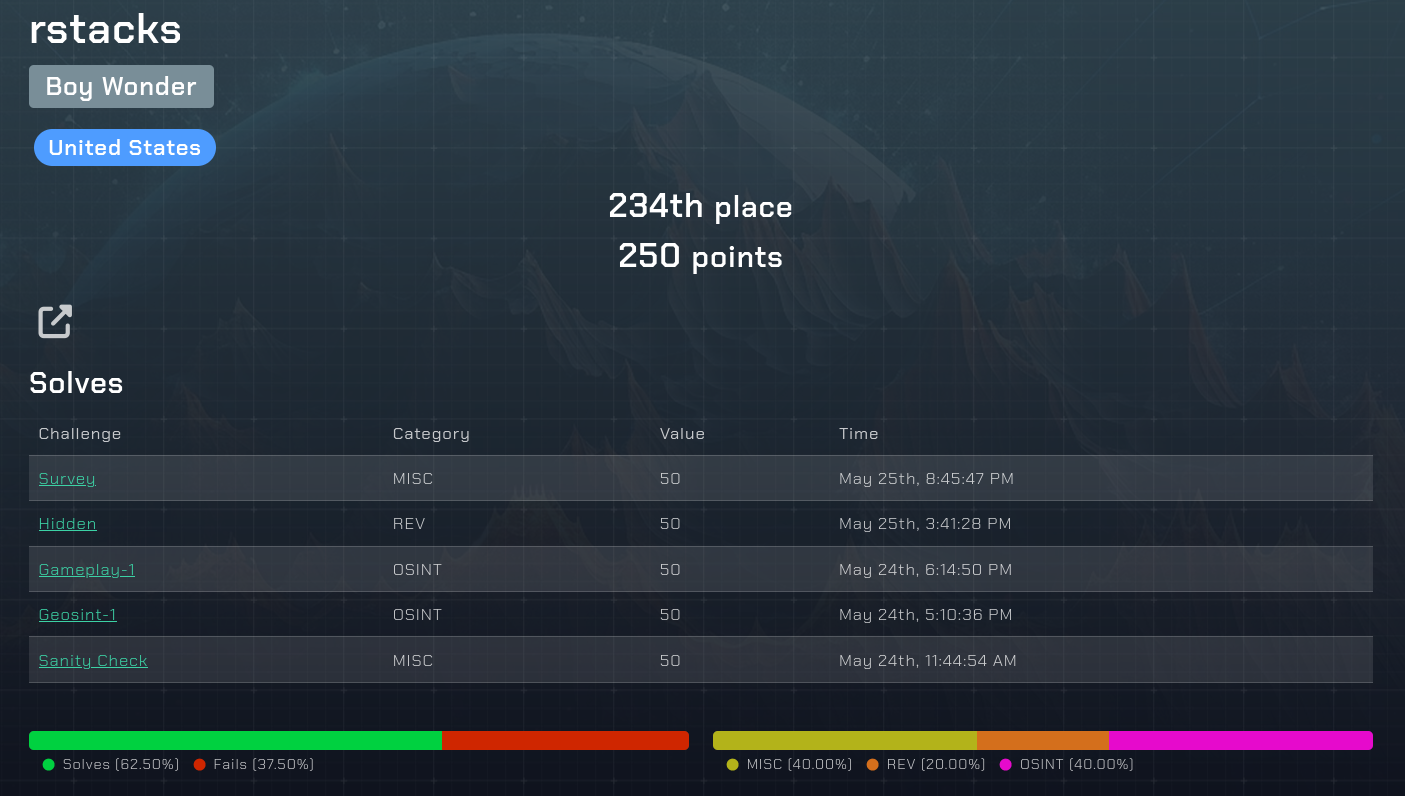 rstacks
Boy Wonder
United States
234th place
250 points
Solves
Challenge Category Value Time
Survey MISC 50 May 25th, 8:45:47 PM
Hidden REV 50 May 25th, 3:41:28 PM
Gameplay-1 OSINT 50 May 24th, 6:14:50 PM
Geosint-1 OSINT 50 May 24th, 5:10:36 PM
Sanity Check MISC 50 May 24th, 11:44:54 AM
Solves (62.50%) Fails (37.50%) MISC (40.00%) REV (20.00%) OSINT (40.00%)